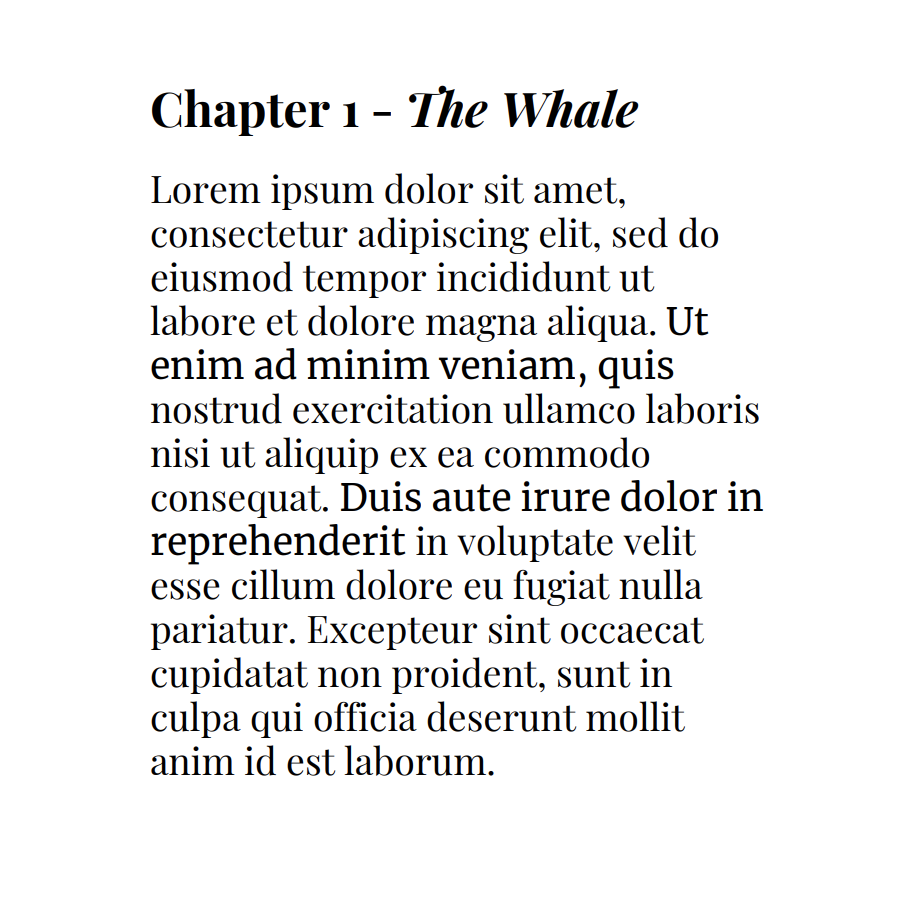 Chapter 1 - The Whale
Lorem ipsum dolor sit amet,
consectetur adipiscing elit, sed do
eiusmod tempor incididunt ut
labore et dolore magna aliqua. Ut
enim ad minim veniam, quis
nostrud exercitation ullamco laboris
nisi ut aliquip ex ea commodo
consequat. Duis aute irure dolor in
reprehenderit in voluptate velit
esse cillum dolore eu fugiat nulla
pariatur. Excepteur sint occaecat
cupidatat non proident, sunt in
culpa qui officia deserunt mollit
anim id est laborum.